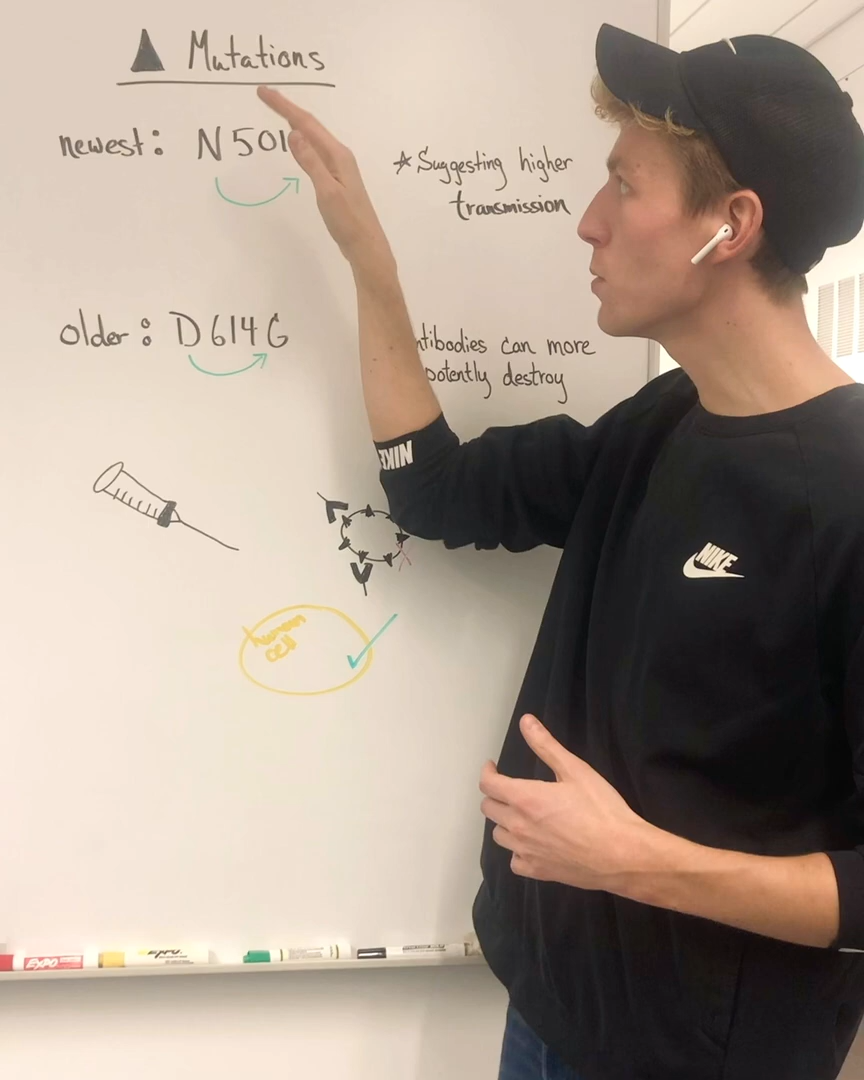 ▲ Mutations
newest: N501
★ Suggesting higher
transmission
older: D614G
ntibodies can more
potently destroy
human
cell
NIKE
NIKE
EXPO
EXPO